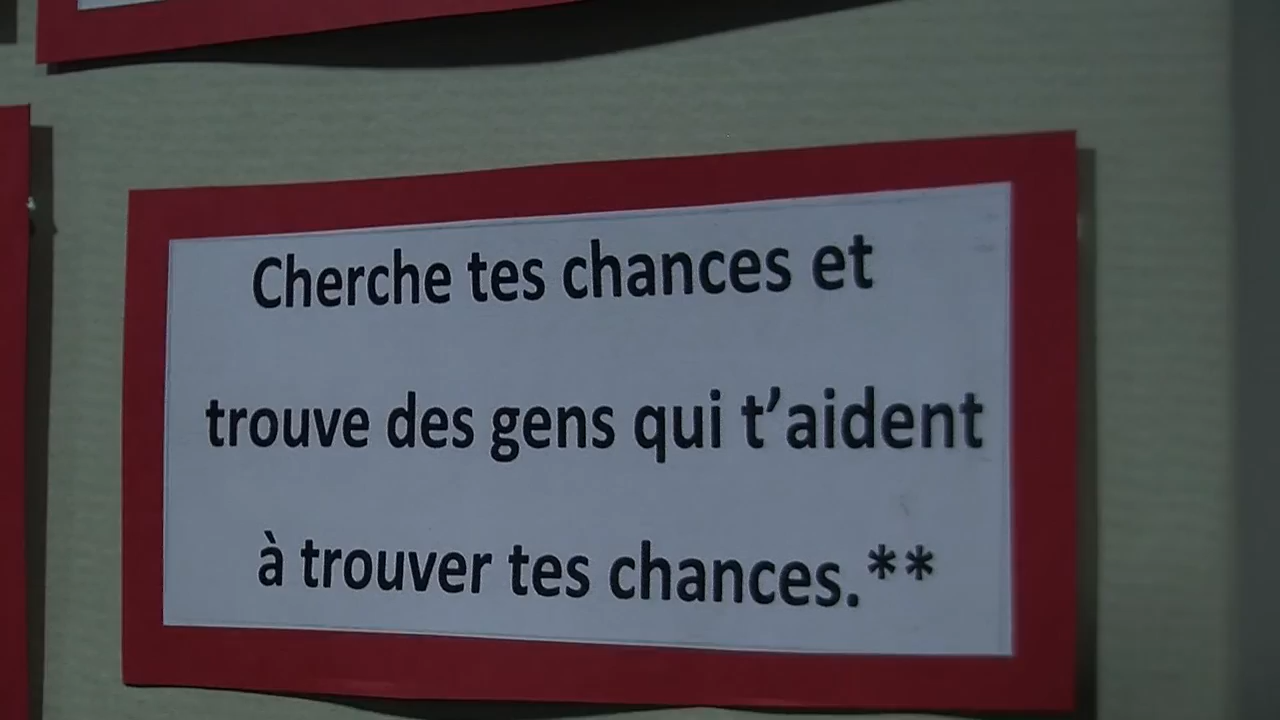 Cherche tes chances et
trouve des gens qui t’aident
à trouver tes chances.**